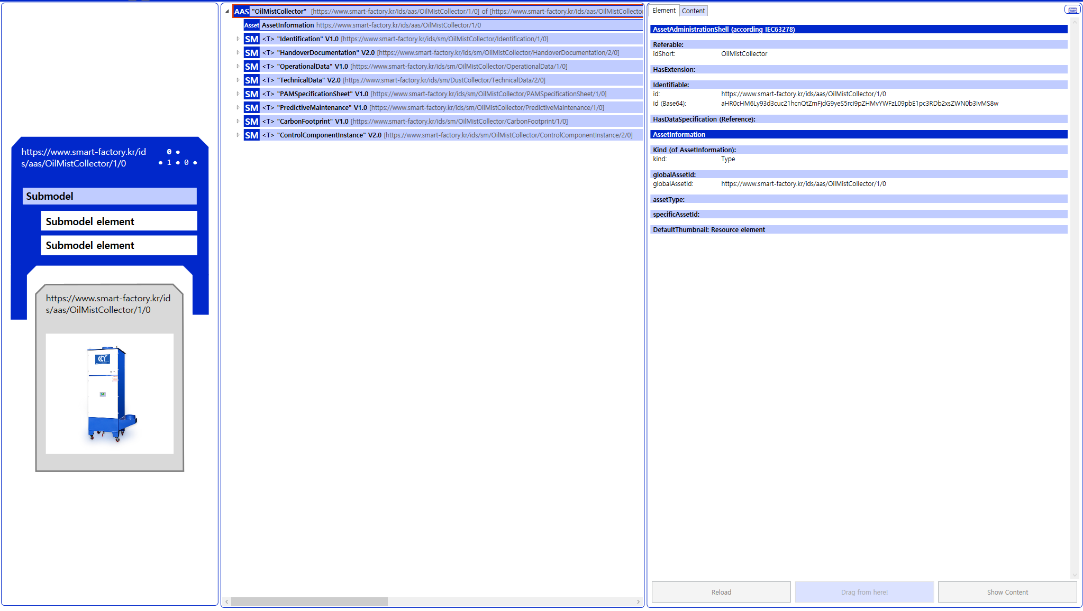 https://www.smart-factory.kr/id
s/aas/OilMistCollector/1/0
0
1 0
Submodel
Submodel element
Submodel element
https://www.smart-factory.kr/id
s/aas/OilMistCollector/1/0
AAS "OilMistCollector" [https://www.smart-factory.kr/ids/aas/OilMistCollector/1/0] of [https://www.smart-factory.kr/ids/aas/OilMistCollector
Asset AssetInformation https://www.smart-factory.kr/ids/aas/OilMistCollector/1/0
SM <T> "Identification" V1.0 [https://www.smart-factory.kr/ids/sm/OilMistCollector/Identification/1/0]
SM <T> "HandoverDocumentation" V2.0 [https://www.smart-factory.kr/ids/sm/OilMistCollector/HandoverDocumentation/2/0]
SM <T> "OperationalData" V1.0 [https://www.smart-factory.kr/ids/sm/OilMistCollector/OperationalData/1/0]
SM <T> "TechnicalData" V2.0 [https://www.smart-factory.kr/ids/sm/DustCollector/TechnicalData/2/0]
SM <T> "PAMSpecificationSheet" V1.0 [https://www.smart-factory.kr/ids/sm/OilMistCollector/PAMSpecificationSheet/1/0]
SM <T> "PredictiveMaintenance" V1.0 [https://www.smart-factory.kr/ids/sm/OilMistCollector/PredictiveMaintenance/1/0]
SM <T> "CarbonFootprint" V1.0 [https://www.smart-factory.kr/ids/sm/OilMistCollector/CarbonFootprint/1/0]
SM <T> "ControlComponentInstance" V2.0 [https://www.smart-factory.kr/ids/sm/OilMistCollector/ControlComponentInstance/2/0]
Element Content
AssetAdministrationShell (according IEC63278)
Referable:
idShort: OilMistCollector
HasExtension:
Identifiable:
id: https://www.smart-factory.kr/ids/aas/OilMistCollector/1/0
id (Base64):
HasDataSpecification (Reference):
AssetInformation
Kind (of AssetInformation):
kind: Type
globalAssetId:
globalAssetId: https://www.smart-factory.kr/ids/aas/OilMistCollector/1/0
assetType:
specificAssetId:
DefaultThumbnail: Resource element
Reload
Drag from here!
Show Content